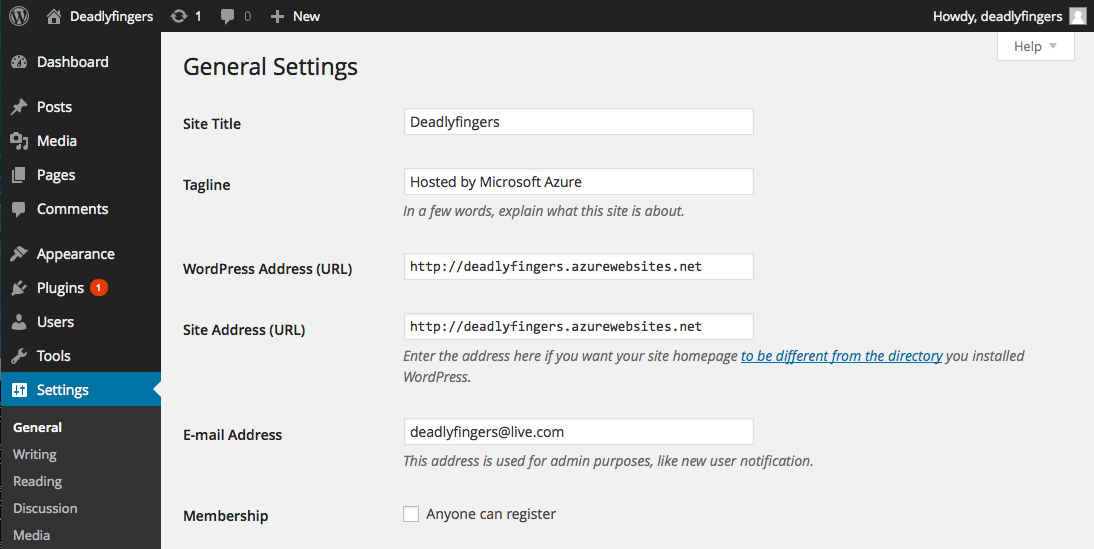 Deadlyfingers 1 0 New Howdy, deadlyfingers
Help
Dashboard
Posts
Media
Pages
Comments
Appearance
Plugins 1
Users
Tools
Settings
General
Writing
Reading
Discussion
Media
General Settings
Site Title Deadlyfingers
Tagline Hosted by Microsoft Azure
In a few words, explain what this site is about.
WordPress Address (URL) http://deadlyfingers.azurewebsites.net
Site Address (URL) http://deadlyfingers.azurewebsites.net
Enter the address here if you want your site homepage to be different from the directory you installed
WordPress.
E-mail Address deadlyfingers@live.com
This address is used for admin purposes, like new user notification.
Membership Anyone can register